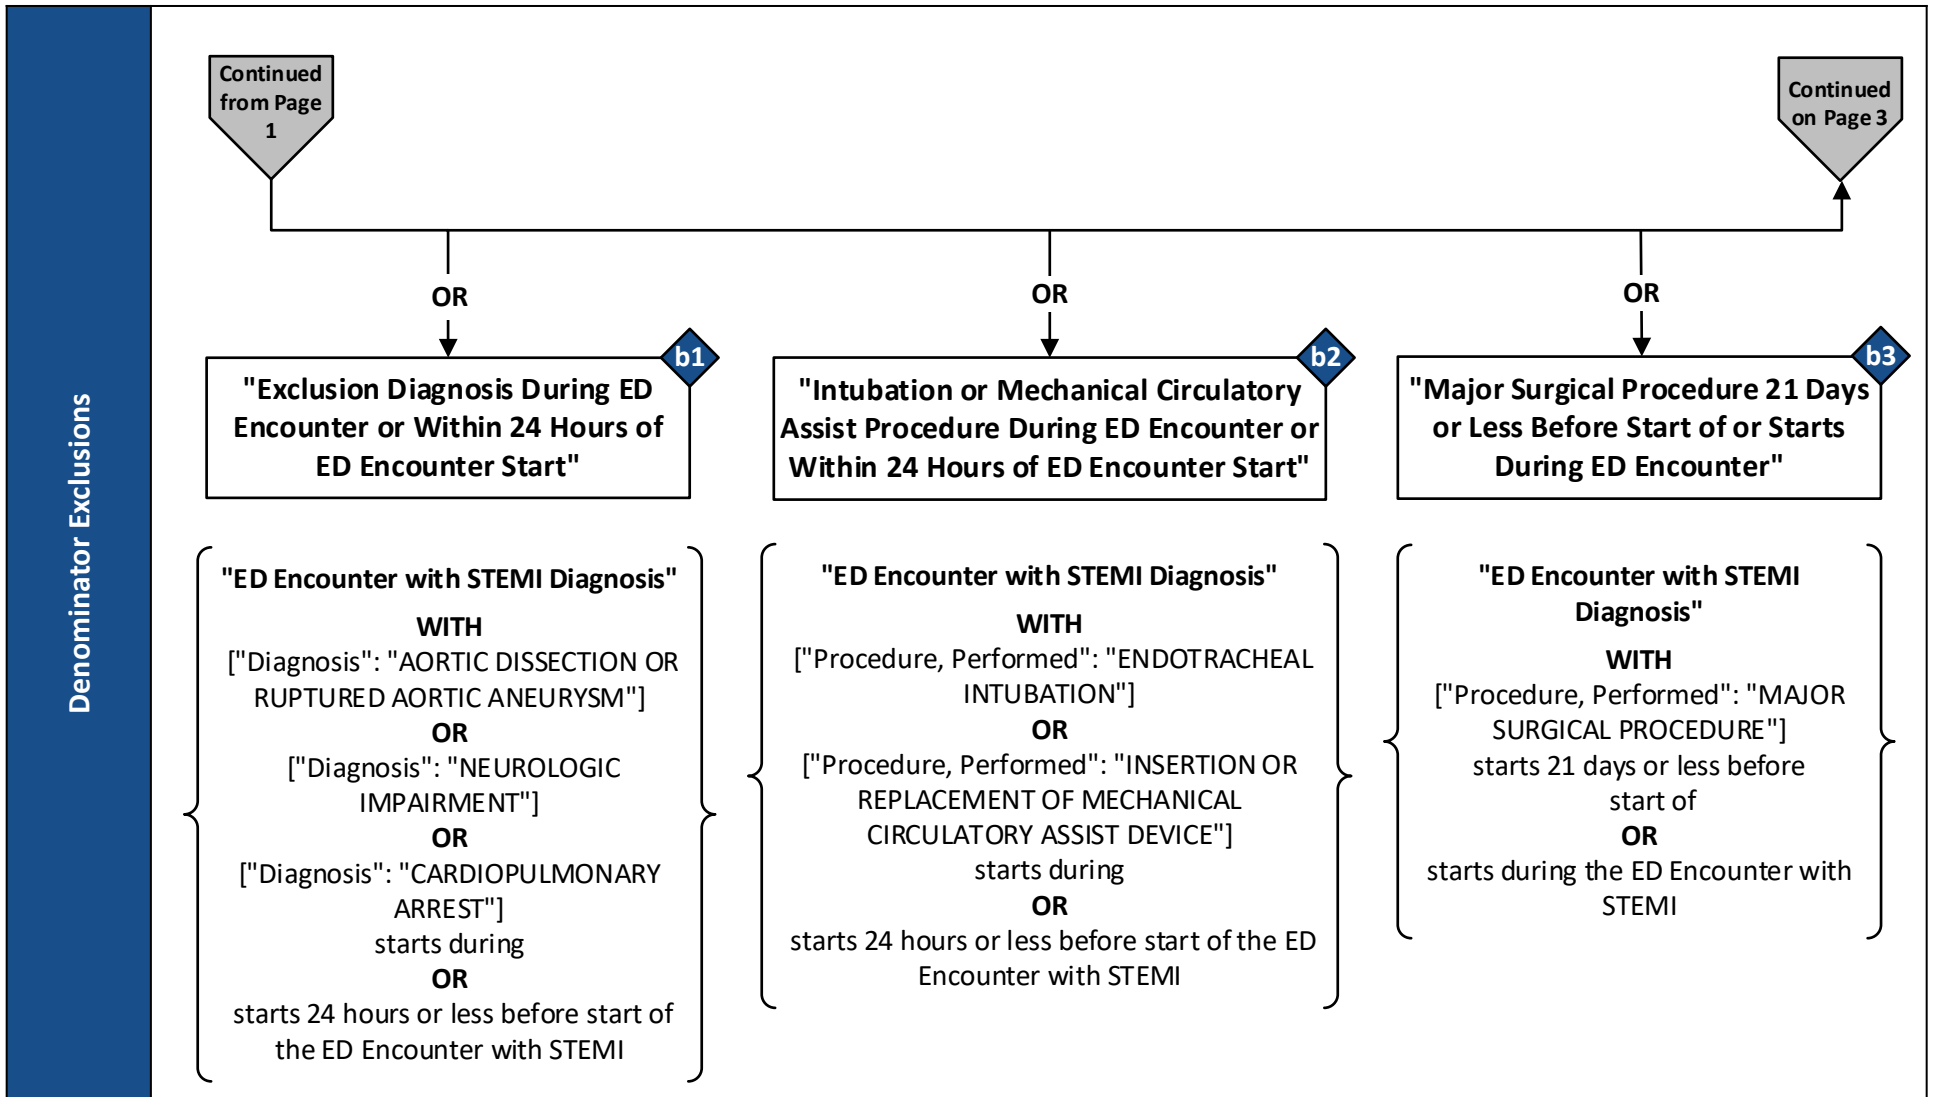 Denominator Exclusions
Continued
from Page
1
Continued
on Page 3
OR
OR
OR
b1
"Exclusion Diagnosis During ED
Encounter or Within 24 Hours of
ED Encounter Start"
"ED Encounter with STEMI Diagnosis"
WITH
["Diagnosis": "AORTIC DISSECTION OR
RUPTURED AORTIC ANEURYSM"]
OR
["Diagnosis": "NEUROLOGIC
IMPAIRMENT"]
OR
["Diagnosis": "CARDIOPULMONARY
ARREST"]
starts during
OR
starts 24 hours or less before start of
the ED Encounter with STEMI
b2
"Intubation or Mechanical Circulatory
Assist Procedure During ED Encounter or
Within 24 Hours of ED Encounter Start"
"ED Encounter with STEMI Diagnosis"
WITH
["Procedure, Performed": "ENDOTRACHEAL
INTUBATION"]
OR
["Procedure, Performed": "INSERTION OR
REPLACEMENT OF MECHANICAL
CIRCULATORY ASSIST DEVICE"]
starts during
OR
starts 24 hours or less before start of the ED
Encounter with STEMI
b3
"Major Surgical Procedure 21 Days
or Less Before Start of or Starts
During ED Encounter"
"ED Encounter with STEMI
Diagnosis"
WITH
["Procedure, Performed": "MAJOR
SURGICAL PROCEDURE"]
starts 21 days or less before
start of
OR
starts during the ED Encounter with
STEMI